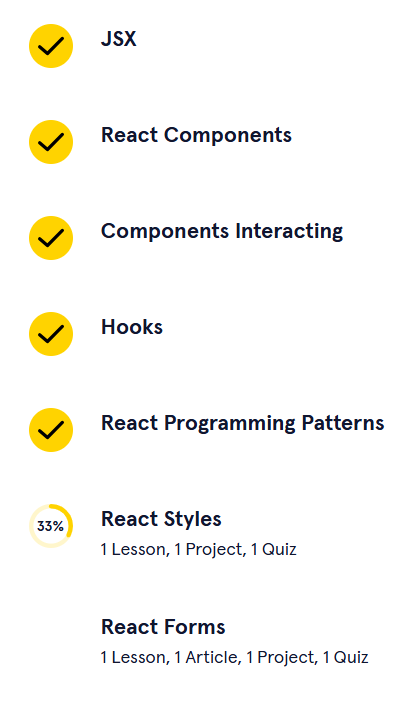 JSX
React Components
Components Interacting
Hooks
React Programming Patterns
33%
React Styles
1 Lesson, 1 Project, 1 Quiz
React Forms
1 Lesson, 1 Article, 1 Project, 1 Quiz